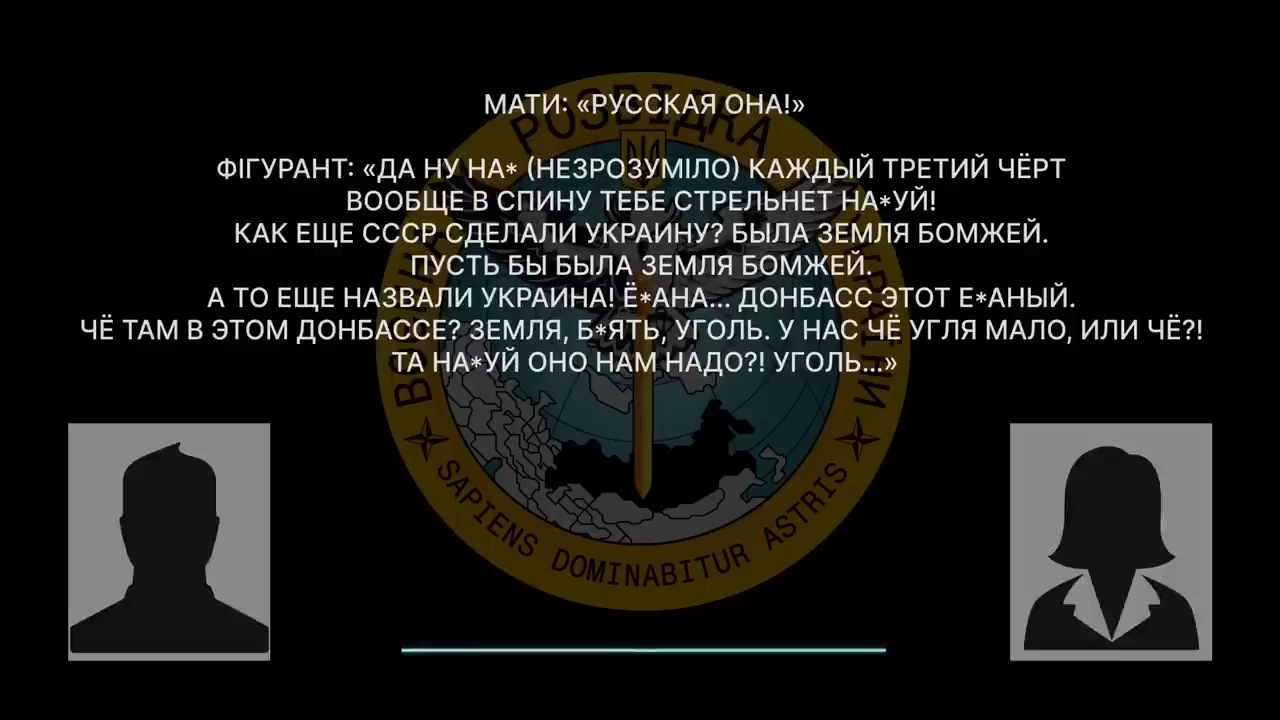 МАТИ: «РУССКАЯ ОНА!»
ФІГУРАНТ: «ДА НУ НА* (НЕЗРОЗУМІЛО) КАЖДЫЙ ТРЕТИЙ ЧЁРТ
ВООБЩЕ В СПИНУ ТЕБЕ СТРЕЛЬНЕТ НА*УЙ!
КАК ЕЩЕ СССР СДЕЛАЛИ УКРАИНУ? БЫЛА ЗЕМЛЯ БОМЖЕЙ.
ПУСТЬ БЫ БЫЛА ЗЕМЛЯ БОМЖЕЙ.
А ТО ЕЩЕ НАЗВАЛИ УКРАИНА! Ё*АНА... ДОНБАСС ЭТОТ Е*АНЫЙ.
ЧЁ ТАМ В ЭТОМ ДОНБАССЕ? ЗЕМЛЯ, Б*ЯТЬ, УГОЛЬ. У НАС ЧЁ УГЛЯ МАЛО, ИЛИ ЧЁ?!
ТА НА*УЙ ОНО НАМ НАДО?! УГОЛЬ...»
РОЗВІДКА
SAPIENS DOMINABITUR ASTRIS